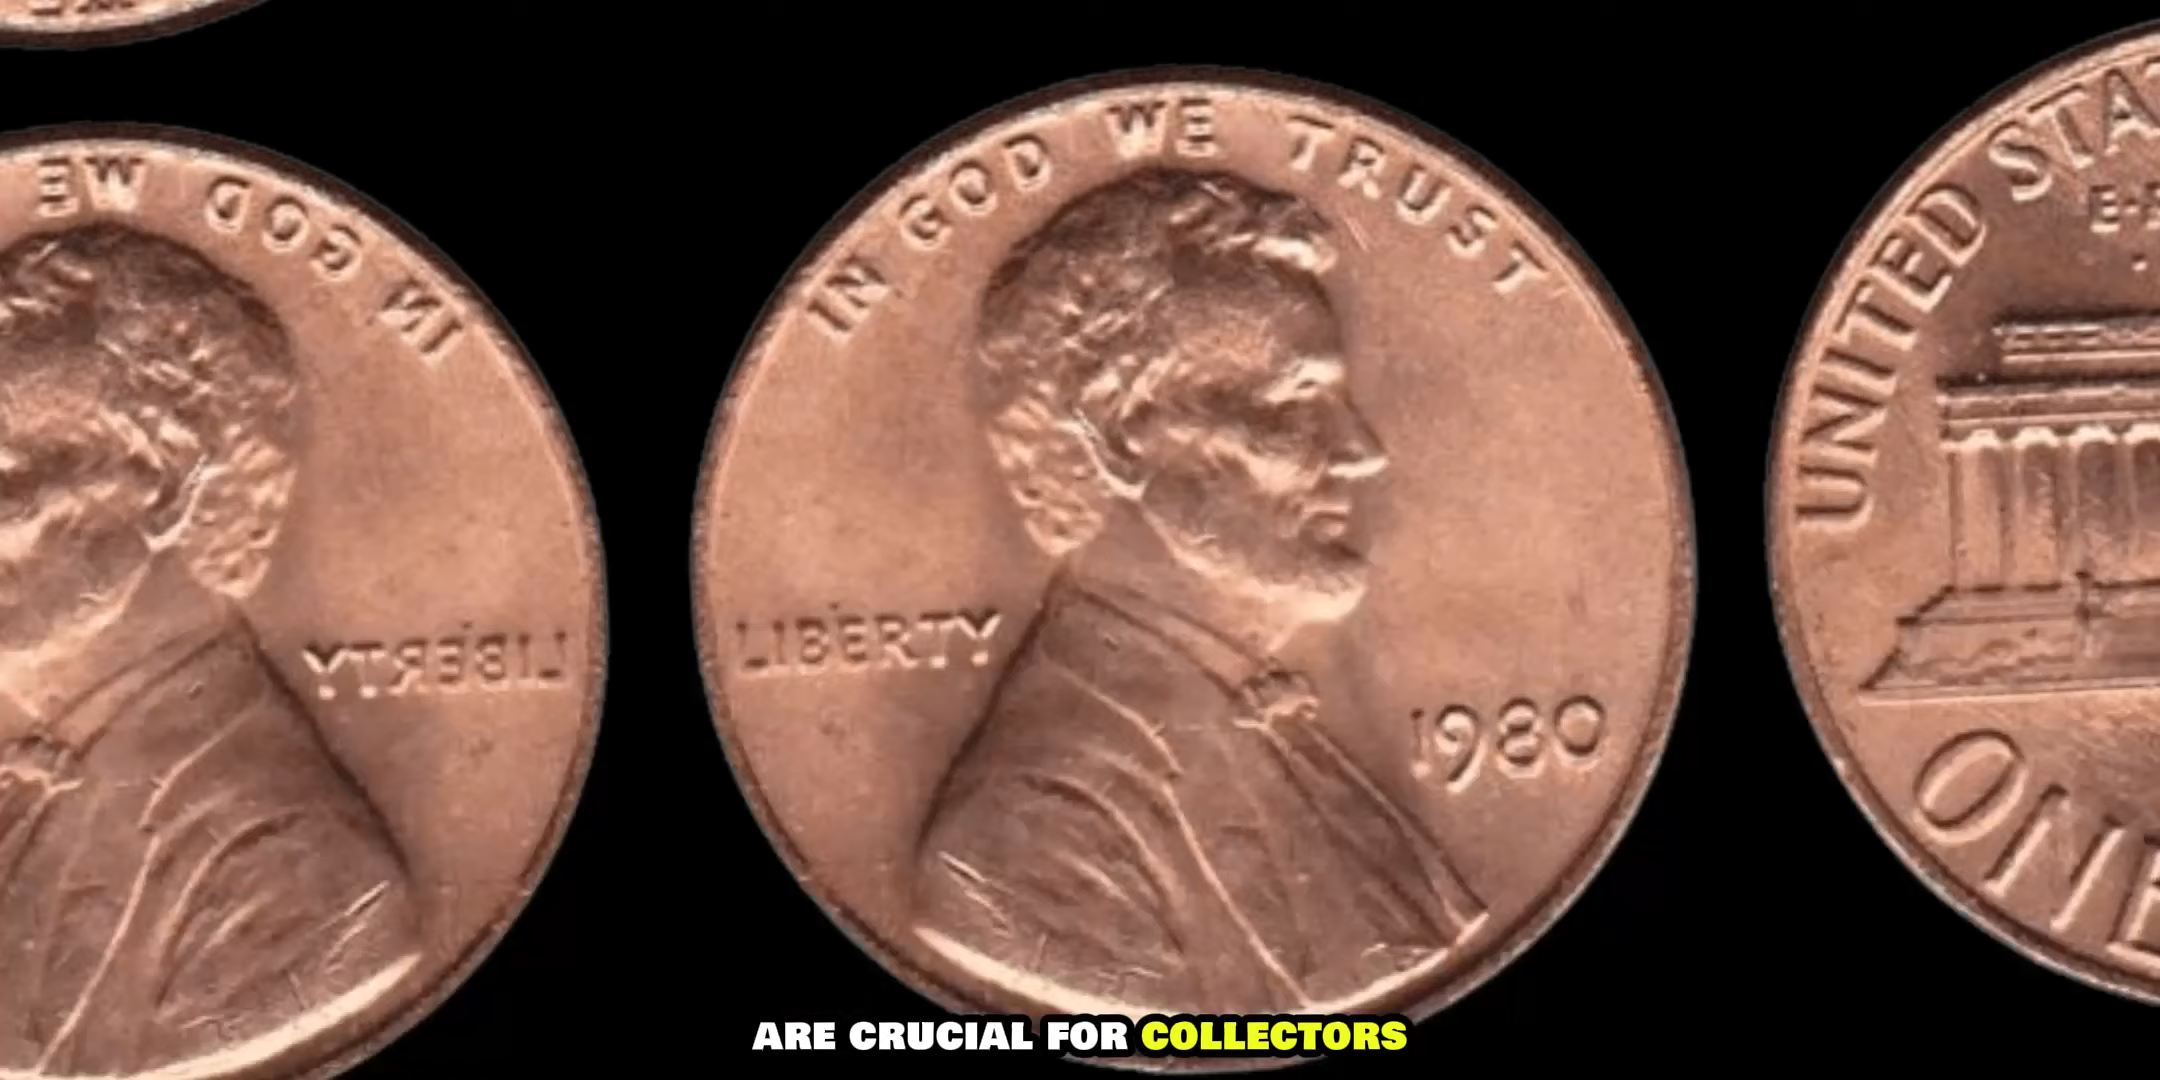 IN GOD WE
LIBERTY
IN GOD WE TRUST
LIBERTY
1980
UNITED STA
ONE
ARE CRUCIAL FOR COLLECTORS